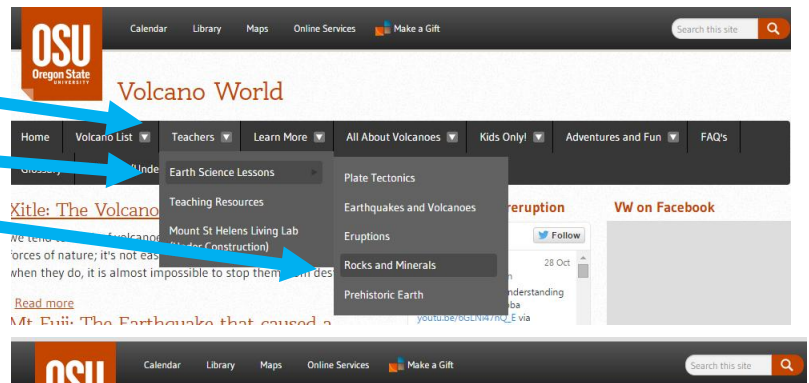 Calendar Library Maps Online Services Make a Gift Search this site
OSU
Oregon State
UNIVERSITY
Volcano World
Home Volcano List Teachers Learn More All About Volcanoes Kids Only! Adventures and Fun FAQ's
Earth Science Lessons
Teaching Resources
Mount St Helens Living Lab
(Under Construction)
Plate Tectonics
Earthquakes and Volcanoes
Eruptions
Rocks and Minerals
Prehistoric Earth
VW on Facebook
Follow
28 Oct
youtu.be/6GLNi47nQ_E via
Xitle: The Volcano
forces of nature; it's not eas
when they do, it is almost impossible to stop them des
Read more
Mt Fuji: The Earthquake that caused a
OSU Calendar Library Maps Online Services Make a Gift Search this site